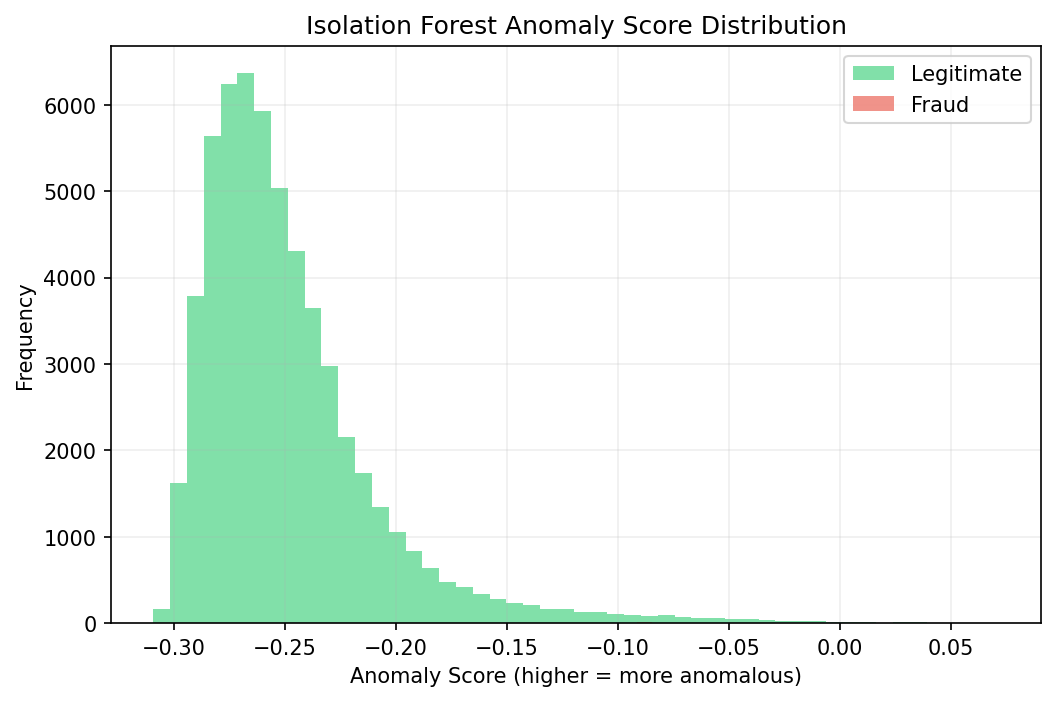 Isolation Forest Anomaly Score Distribution
Legitimate
Fraud
6000
5000
4000
3000
2000
1000
0
Frequency
−0.30 −0.25 −0.20 −0.15 −0.10 −0.05 0.00 0.05
Anomaly Score (higher = more anomalous)